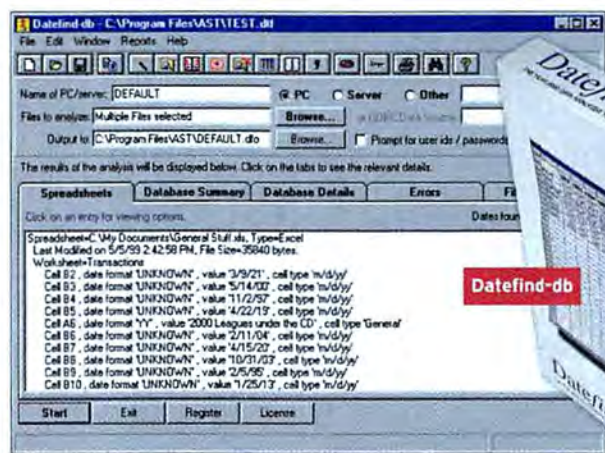 Datefind-db - C:\Program Files\AST\TEST.dfl
File Edit Window Reports Help
Name of PC/server: DEFAULT PC Server Other
Files to analyze: Multiple Files selected Browse...
Output to: C:\Program Files\AST\DEFAULT.dfo Browse... Prompt for user ids / passwords
The results of the analysis will be displayed below. Click on the tabs to see the relevant details.
Spreadsheets Database Summary Database Details Errors
Click on an entry for viewing options. Dates foun
Spreadsheet=C:\My Documents\General Stuff.xls, Type=Excel
Last Modified on 5/5/99 2:42:58 PM, File Size=35840 bytes.
Worksheet=Transactions
Cell B2 , date format 'UNKNOWN' , value '3/9/21' , cell type 'm/d/yy'
Cell B3 , date format 'UNKNOWN' , value '5/14/00' , cell type 'm/d/yy'
Cell B4 , date format 'UNKNOWN' , value '11/2/97' , cell type 'm/d/yy'
Cell B5 , date format 'UNKNOWN' , value '4/22/19' , cell type 'm/d/yy'
Cell A6 , date format 'YY' , value '2000 Leagues under the CD' , cell type 'General'
Cell B6 , date format 'UNKNOWN' , value '2/11/04' , cell type 'm/d/yy'
Cell B7 , date format 'UNKNOWN' , value '4/15/20' , cell type 'm/d/yy'
Cell B8 , date format 'UNKNOWN' , value '10/31/03' , cell type 'm/d/yy'
Cell B9 , date format 'UNKNOWN' , value '2/5/95' , cell type 'm/d/yy'
Cell B10 , date format 'UNKNOWN' , value '1/25/13' , cell type 'm/d/yy'
Start Exit Register License
Datefind-db